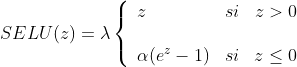 SELU(z) = λ { z si z > 0
α(e^z − 1) si z ≤ 0